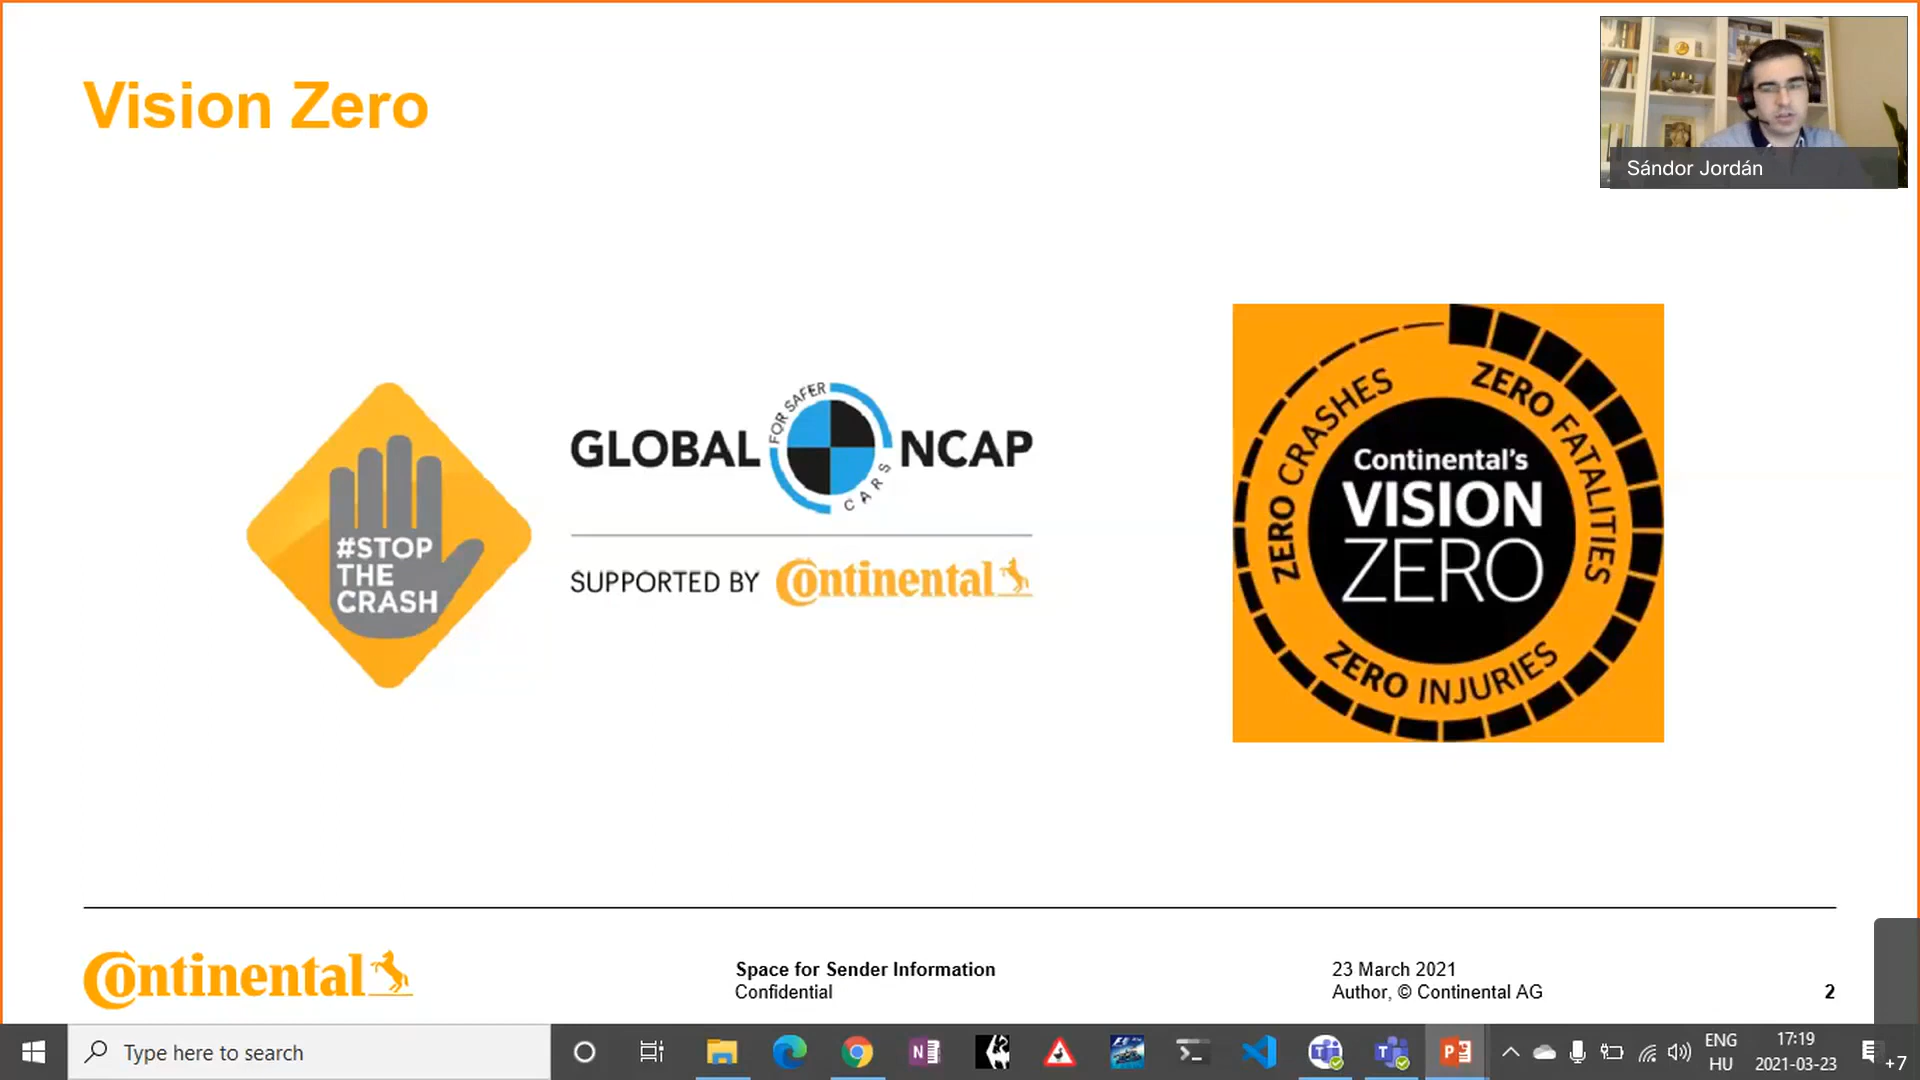 Vision Zero
Sándor Jordán
#STOP
THE
CRASH
GLOBAL
FOR SAFER
CARS
NCAP
SUPPORTED BY Continental
ZERO CRASHES
ZERO FATALITIES
ZERO INJURIES
Continental's
VISION
ZERO
Continental
Space for Sender Information
Confidential
23 March 2021
Author, © Continental AG
2
Type here to search
ENG
HU
17:19
2021-03-23
+7